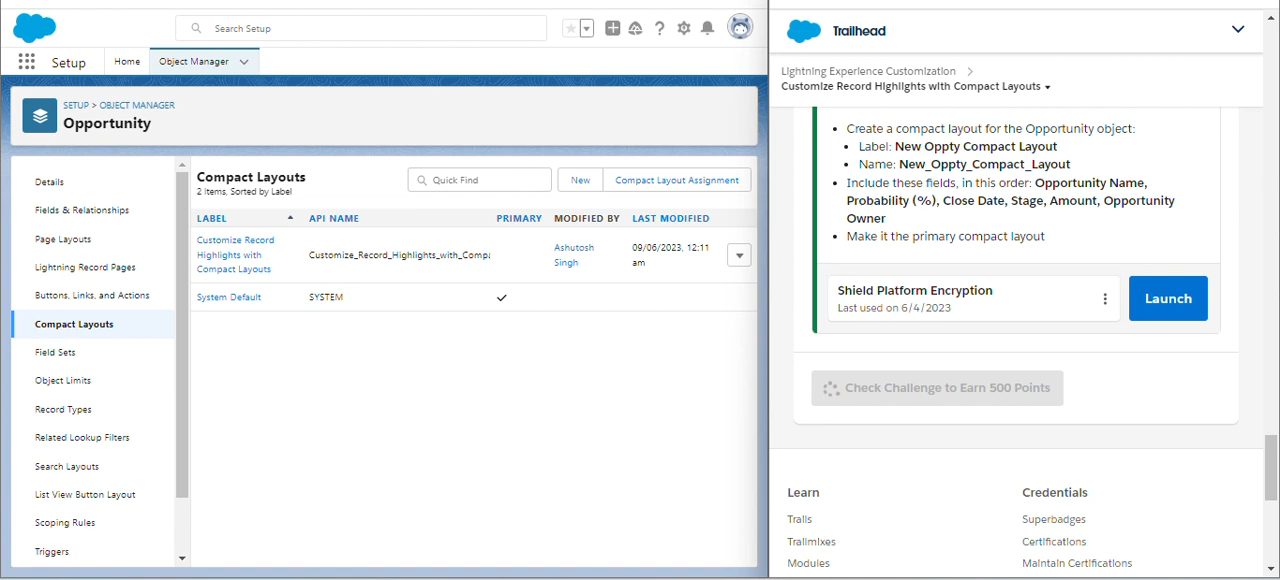 Search Setup
Setup
Home
Object Manager
SETUP > OBJECT MANAGER
Opportunity
Details
Fields & Relationships
Page Layouts
Lightning Record Pages
Buttons, Links, and Actions
Compact Layouts
Field Sets
Object Limits
Record Types
Related Lookup Filters
Search Layouts
List View Button Layout
Scoping Rules
Triggers
Compact Layouts
2 Items, Sorted by Label
Quick Find
New
Compact Layout Assignment
LABEL
API NAME
PRIMARY
MODIFIED BY
LAST MODIFIED
Customize Record
Highlights with
Compact Layouts
Customize_Record_Highlights_with_Compa
Ashutosh
Singh
09/06/2023, 12:11
am
System Default
SYSTEM
Trailhead
Lightning Experience Customization
Customize Record Highlights with Compact Layouts
Create a compact layout for the Opportunity object:
Label: New Oppty Compact Layout
Name: New_Oppty_Compact_Layout
Include these fields, in this order: Opportunity Name,
Probability (%), Close Date, Stage, Amount, Opportunity
Owner
Make it the primary compact layout
Shield Platform Encryption
Last used on 6/4/2023
Launch
Check Challenge to Earn 500 Points
Learn
Trails
Trailmixes
Modules
Credentials
Superbadges
Certifications
Maintain Certifications